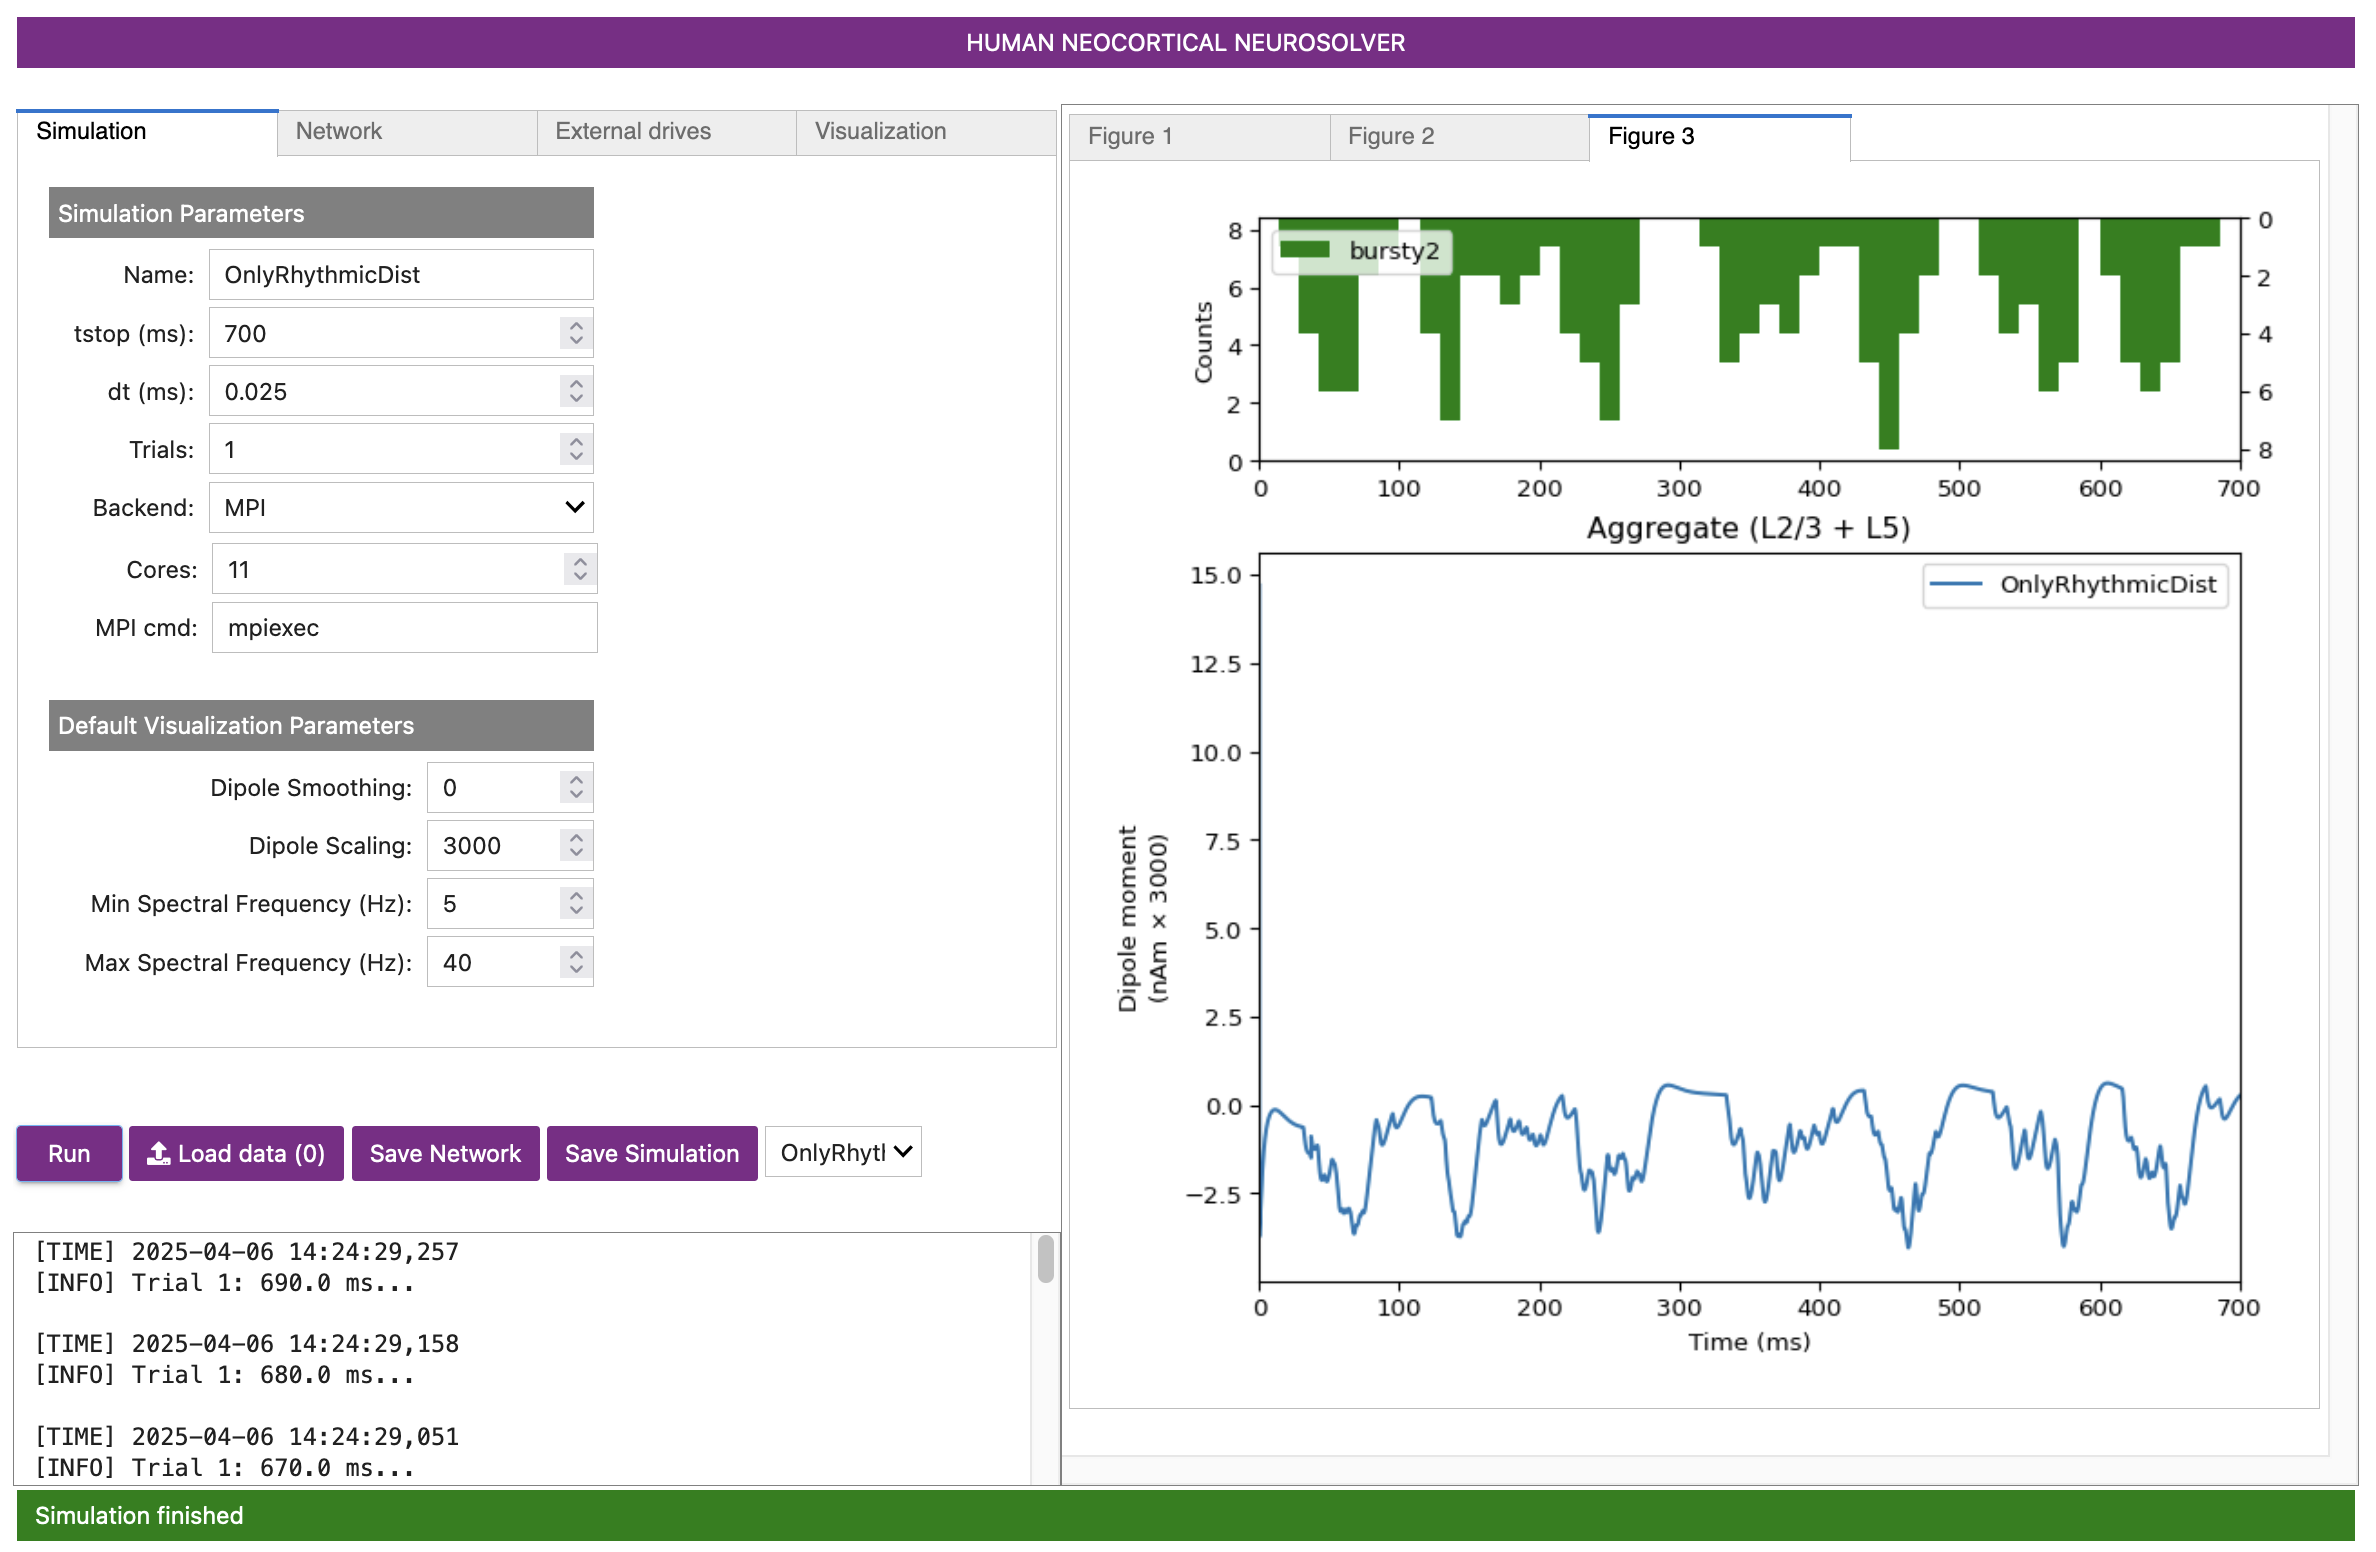 HUMAN NEOCORTICAL NEUROSOLVER
Simulation
Network
External drives
Visualization
Simulation Parameters
Name: OnlyRhythmicDist
tstop (ms): 700
dt (ms): 0.025
Trials: 1
Backend: MPI
Cores: 11
MPI cmd: mpiexec
Default Visualization Parameters
Dipole Smoothing: 0
Dipole Scaling: 3000
Min Spectral Frequency (Hz): 5
Max Spectral Frequency (Hz): 40
Run
Load data (0)
Save Network
Save Simulation
OnlyRhytl
[TIME] 2025-04-06 14:24:29,257
[INFO] Trial 1: 690.0 ms...
[TIME] 2025-04-06 14:24:29,158
[INFO] Trial 1: 680.0 ms...
[TIME] 2025-04-06 14:24:29,051
[INFO] Trial 1: 670.0 ms...
Figure 1
Figure 2
Figure 3
bursty2
Counts
8
6
4
2
0
0
2
4
6
8
0 100 200 300 400 500 600 700
Aggregate (L2/3 + L5)
OnlyRhythmicDist
Dipole moment
(nAm × 3000)
15.0
12.5
10.0
7.5
5.0
2.5
0.0
−2.5
0 100 200 300 400 500 600 700
Time (ms)
Simulation finished